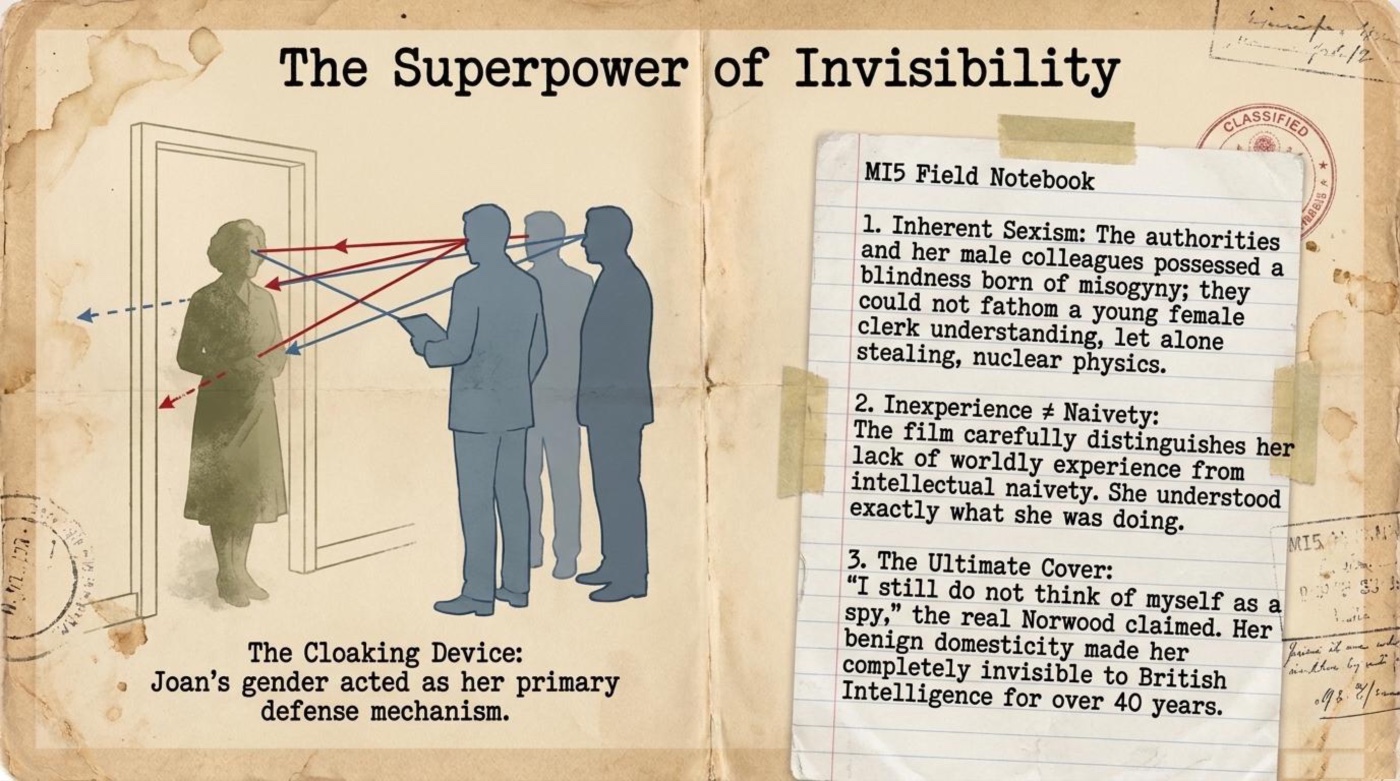 The Superpower of Invisibility
CLASSIFIED
MI5 Field Notebook
1. Inherent Sexism: The authorities
and her male colleagues possessed a
blindness born of misogyny; they
could not fathom a young female
clerk understanding, let alone
stealing, nuclear physics.
2. Inexperience ≠ Naivety:
The film carefully distinguishes her
lack of worldly experience from
intellectual naivety. She understood
exactly what she was doing.
3. The Ultimate Cover:
“I still do not think of myself as a
spy,” the real Norwood claimed. Her
benign domesticity made her
completely invisible to British
Intelligence for over 40 years.
MI5
The Cloaking Device:
Joan’s gender acted as her primary
defense mechanism.